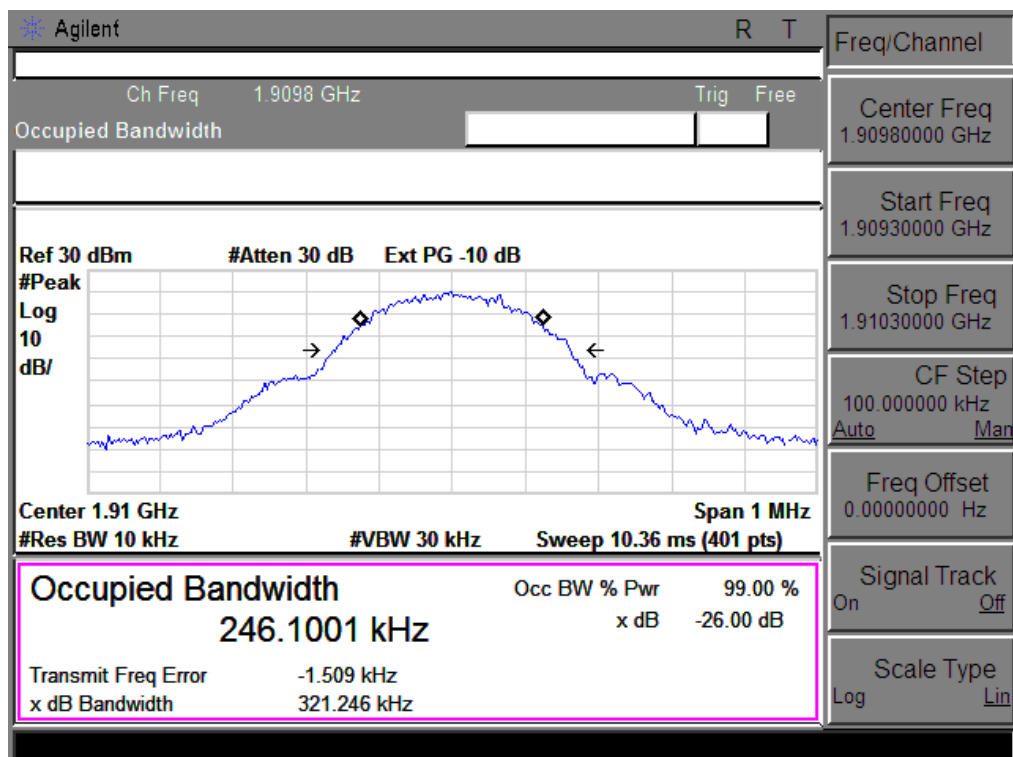 Agilent R T
Ch Freq 1.9098 GHz Trig Free
Occupied Bandwidth
Ref 30 dBm #Atten 30 dB Ext PG -10 dB
#Peak
Log
10
dB/
Center 1.91 GHz Span 1 MHz
#Res BW 10 kHz #VBW 30 kHz Sweep 10.36 ms (401 pts)
Occupied Bandwidth
246.1001 kHz
Occ BW % Pwr 99.00 %
x dB -26.00 dB
Transmit Freq Error -1.509 kHz
x dB Bandwidth 321.246 kHz
Freq/Channel
Center Freq
1.90980000 GHz
Start Freq
1.90930000 GHz
Stop Freq
1.91030000 GHz
CF Step
100.000000 kHz
Auto Man
Freq Offset
0.00000000 Hz
Signal Track
On Off
Scale Type
Log Lin